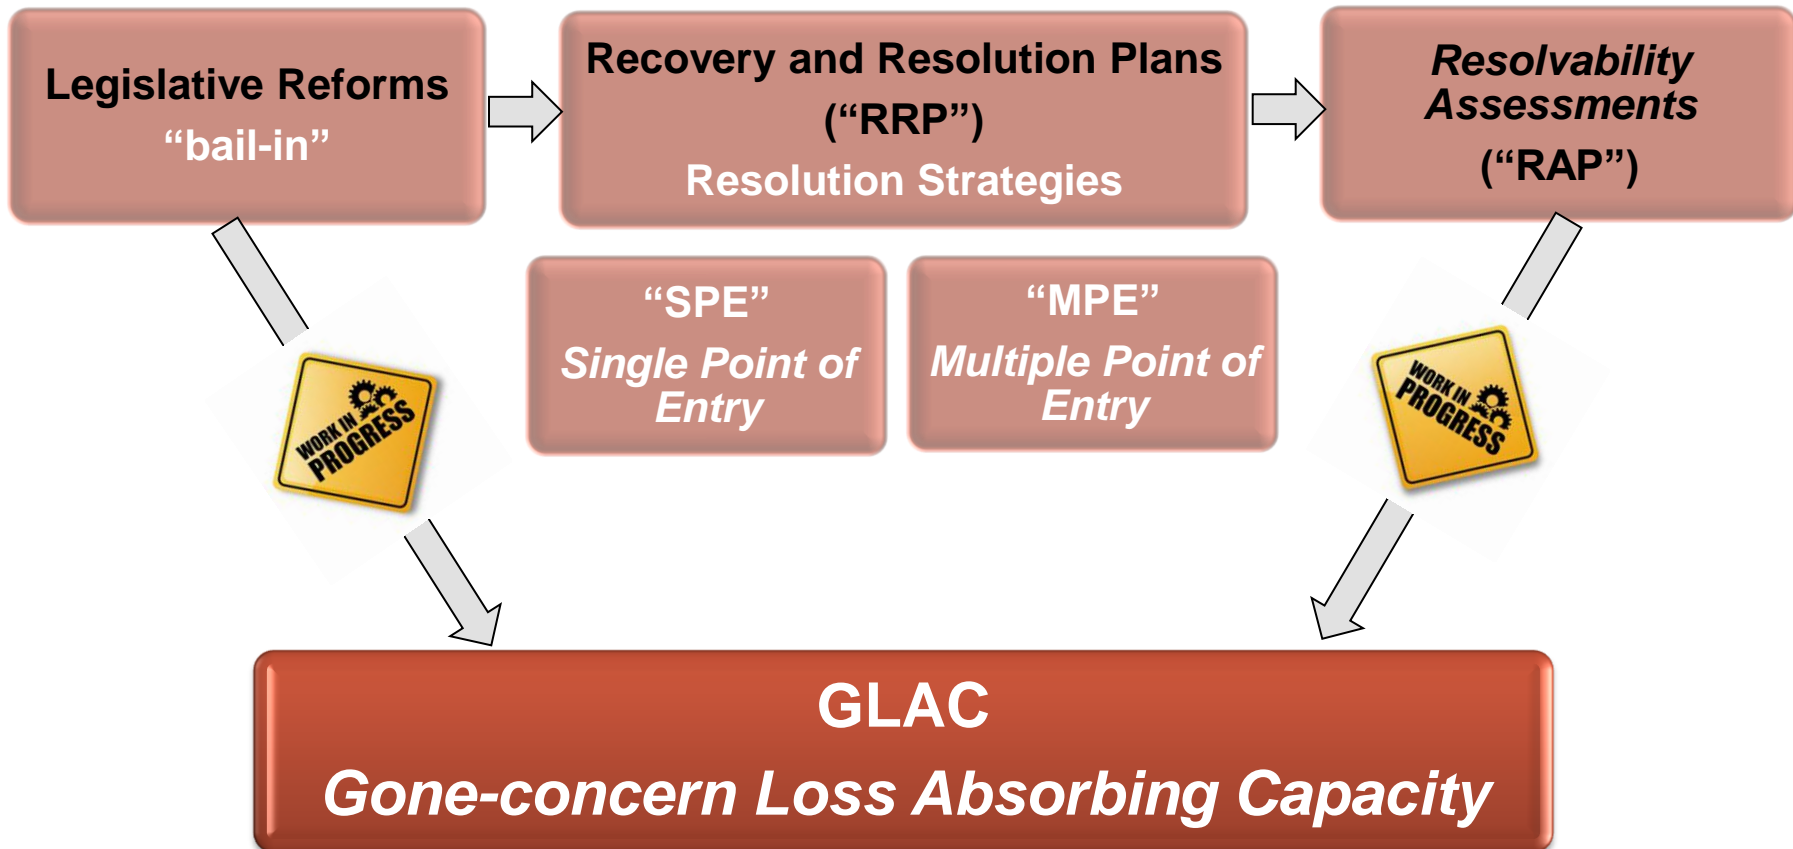 Legislative Reforms
“bail-in”
Recovery and Resolution Plans
(“RRP”)
Resolution Strategies
Resolvability
Assessments
(“RAP”)
“SPE”
Single Point of
Entry
“MPE”
Multiple Point of
Entry
WORK IN
PROGRESS
WORK IN
PROGRESS
GLAC
Gone-concern Loss Absorbing Capacity